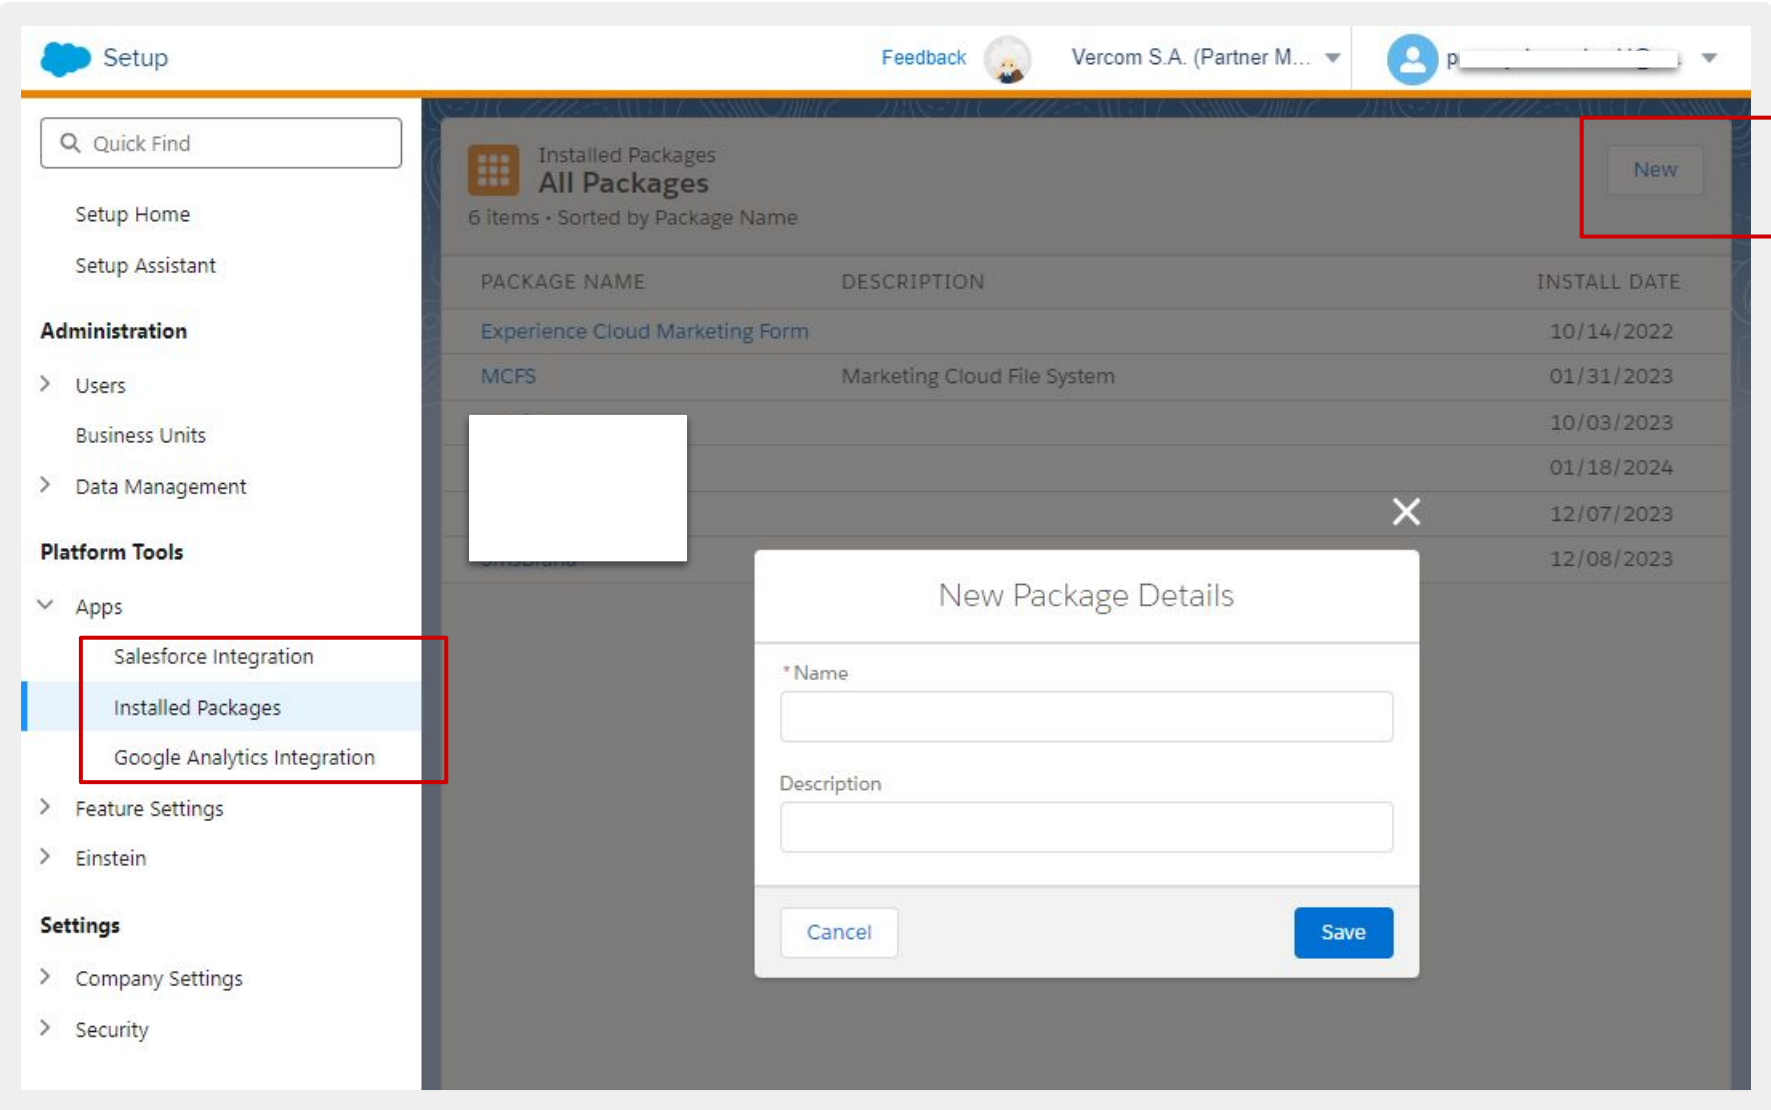 Setup
Feedback
Vercom S.A. (Partner M...
Quick Find
Setup Home
Setup Assistant
Administration
Users
Business Units
Data Management
Platform Tools
Apps
Salesforce Integration
Installed Packages
Google Analytics Integration
Feature Settings
Einstein
Settings
Company Settings
Security
Installed Packages
All Packages
6 items • Sorted by Package Name
New
PACKAGE NAME DESCRIPTION INSTALL DATE
Experience Cloud Marketing Form 10/14/2022
MCFS Marketing Cloud File System 01/31/2023
10/03/2023
01/18/2024
12/07/2023
12/08/2023
New Package Details
*Name
Description
Cancel
Save